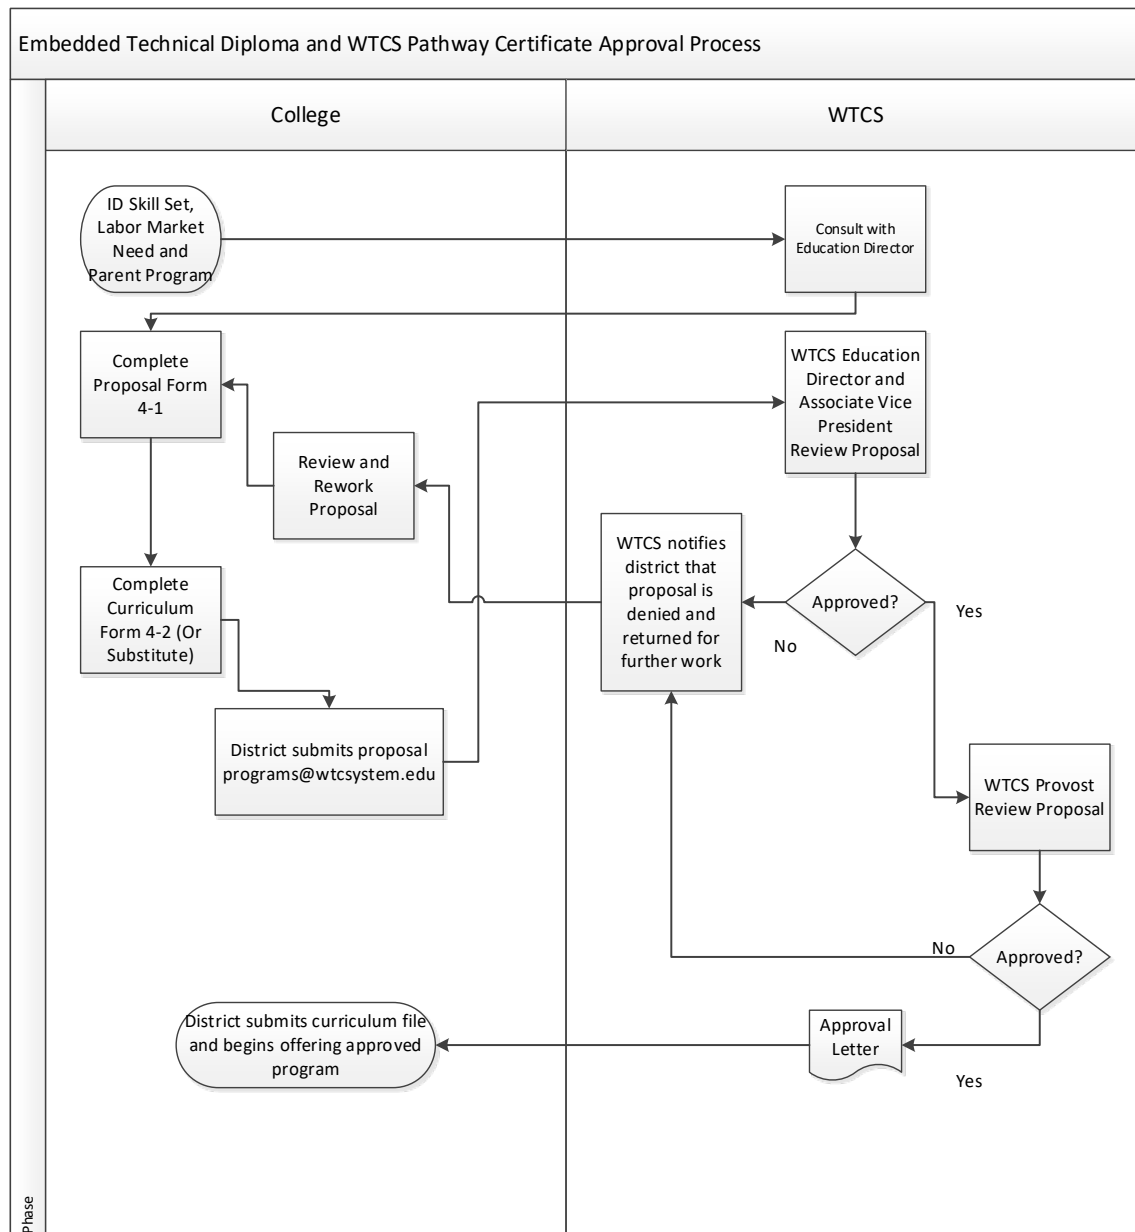 Embedded Technical Diploma and WTCS Pathway Certificate Approval Process
College
WTCS
ID Skill Set,
Labor Market
Need and
Parent Program
Consult with
Education Director
Complete
Proposal Form
4-1
WTCS Education
Director and
Associate Vice
President
Review Proposal
Review and
Rework
Proposal
WTCS notifies
district that
proposal is
denied and
returned for
further work
Approved?
Yes
No
Complete
Curriculum
Form 4-2 (Or
Substitute)
District submits proposal
programs@wtcsystem.edu
WTCS Provost
Review Proposal
No
Approved?
District submits curriculum file
and begins offering approved
program
Approval
Letter
Yes
Phase